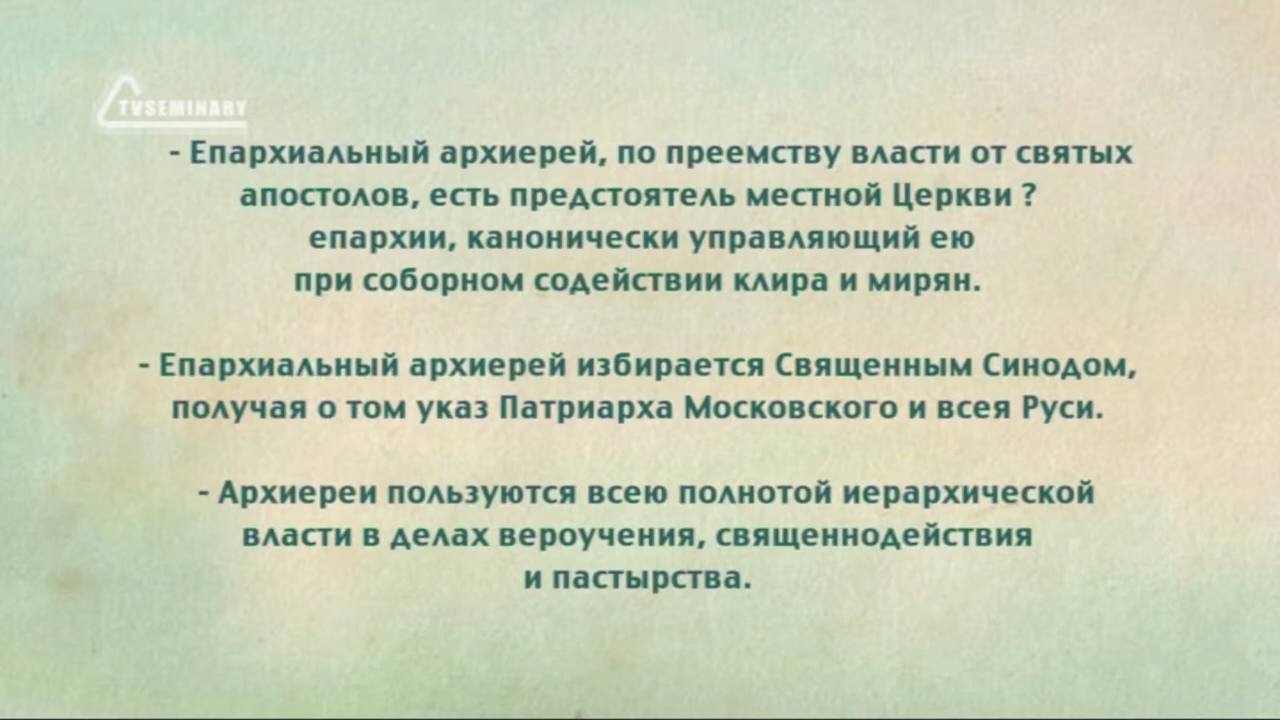 TVSEMINARY
- Епархиальный архиерей, по преемству власти от святых
апостолов, есть предстоятель местной Церкви ?
епархии, канонически управляющий ею
при соборном содействии клира и мирян.
- Епархиальный архиерей избирается Священным Синодом,
получая о том указ Патриарха Московского и всея Руси.
- Архиереи пользуются всею полнотой иерархической
власти в делах вероучения, священнодействия
и пастырства.